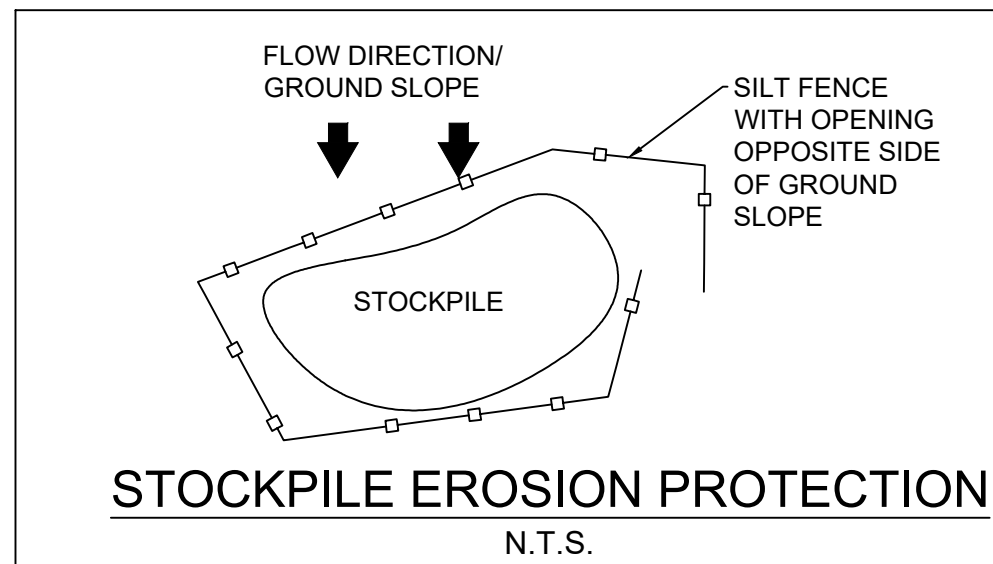 FLOW DIRECTION/
GROUND SLOPE
SILT FENCE
WITH OPENING
OPPOSITE SIDE
OF GROUND
SLOPE
STOCKPILE
STOCKPILE EROSION PROTECTION
N.T.S.